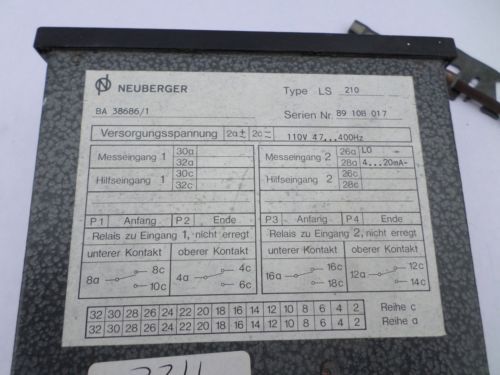 NEUBERGER Type LS 210
BA 38686/1 Serien Nr. 89 10B 017
Versorgungsspannung 2a± 2c= 110V 47...400Hz
Messeingang 1 30a 32a Messeingang 2 26a LO - 28a 4...20mA-
Hilfseingang 1 30c 32c Hilfseingang 2 26c 28c
P1 Anfang P2 Ende P3 Anfang P4 Ende
Relais zu Eingang 1, nicht erregt Relais zu Eingang 2, nicht erregt
unterer Kontakt oberer Kontakt unterer Kontakt oberer Kontakt
8a 8c 10c 4a 4c 6c 16a 16c 18c 12a 12c 14c
32 30 28 26 24 22 20 18 16 14 12 10 8 6 4 2 Reihe c
32 30 28 26 24 22 20 18 16 14 12 10 8 6 4 2 Reihe a